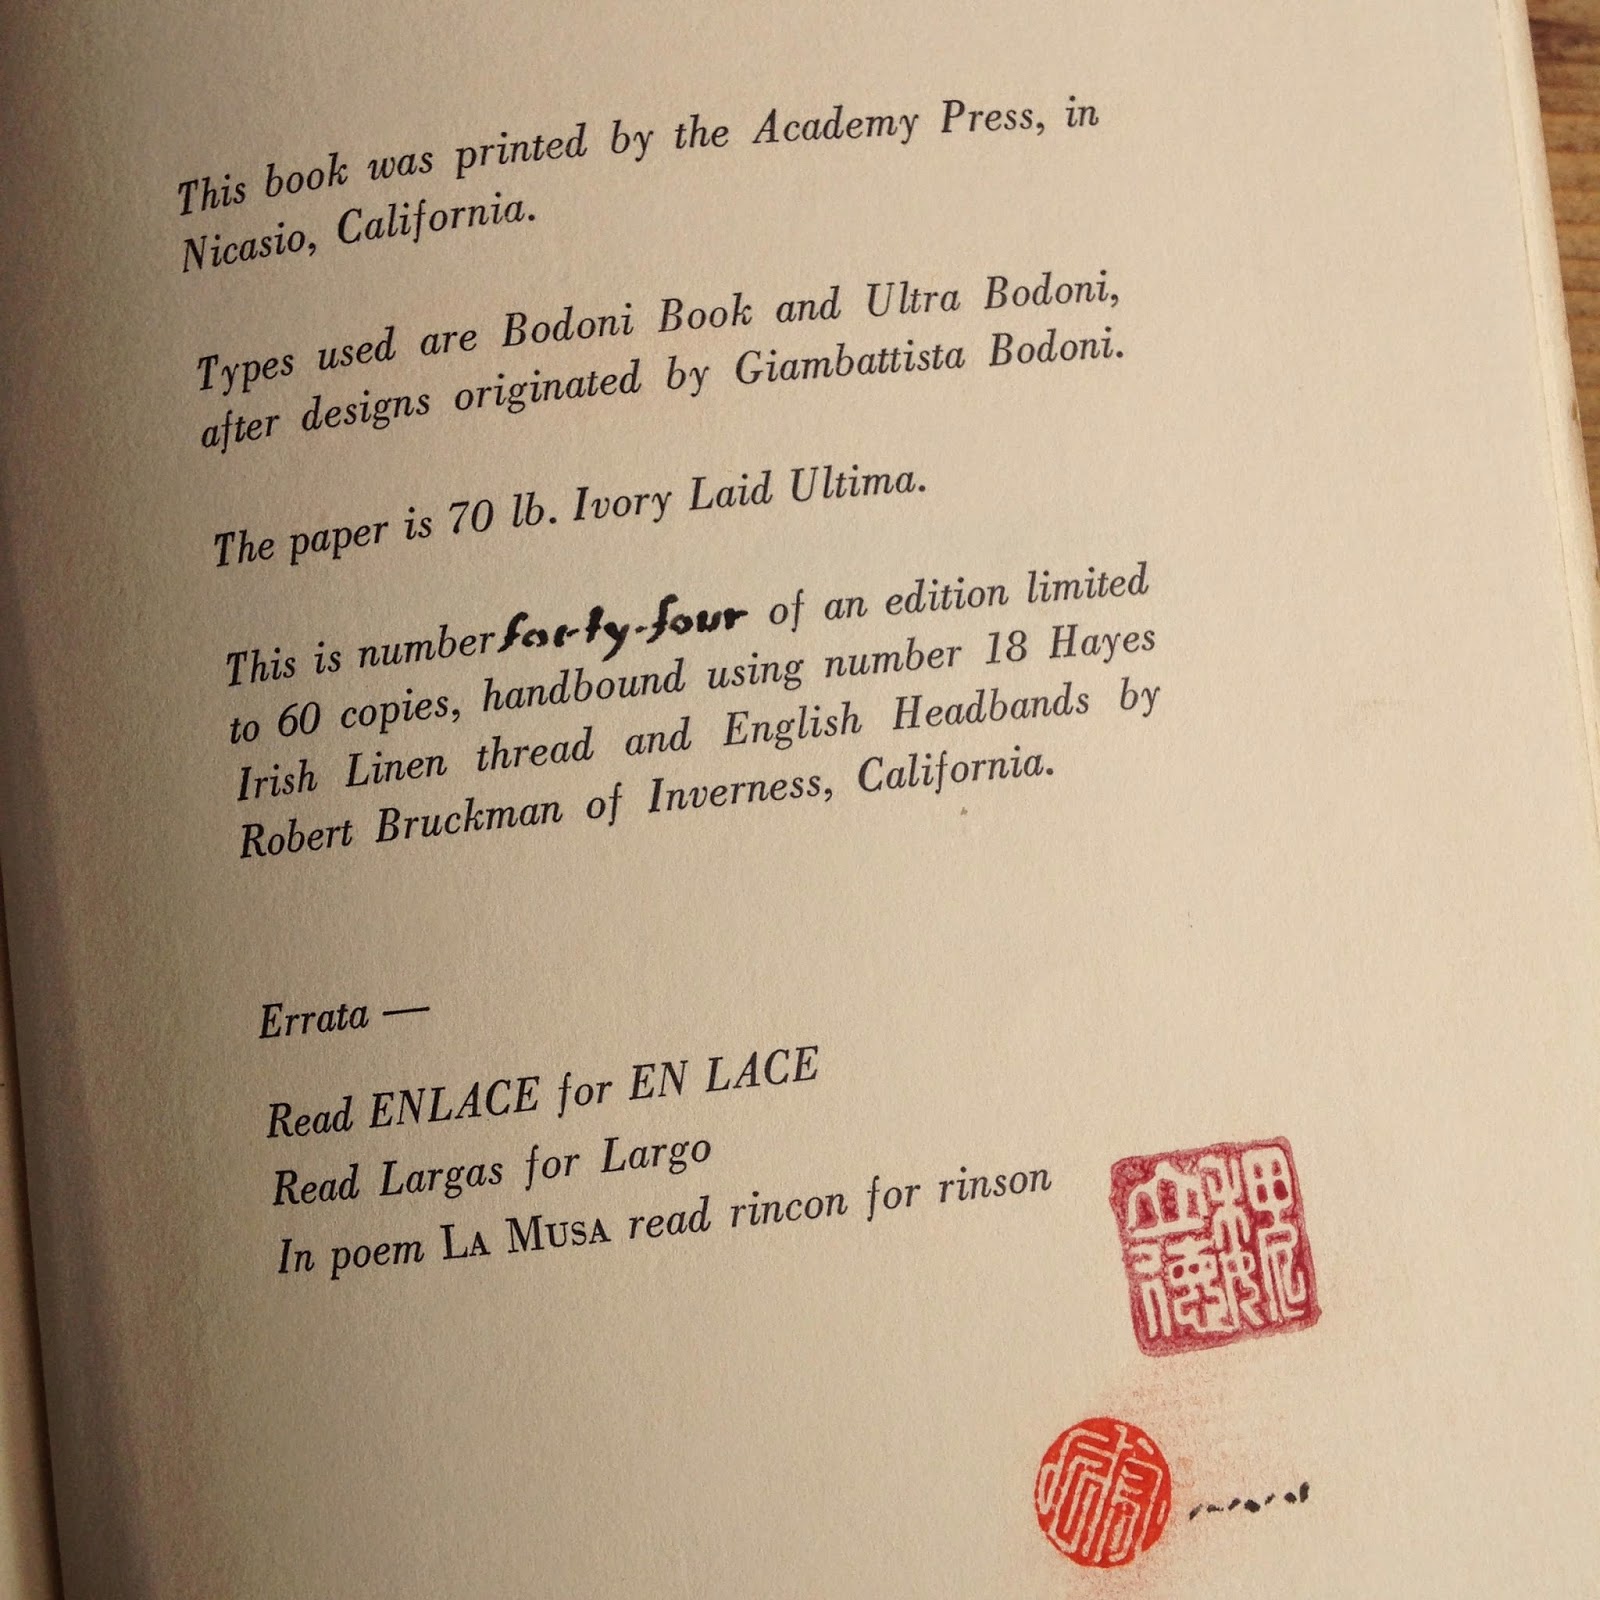 This book was printed by the Academy Press, in
Nicasio, California.
Types used are Bodoni Book and Ultra Bodoni,
after designs originated by Giambattista Bodoni.
The paper is 70 lb. Ivory Laid Ultima.
This is number forty-four of an edition limited
to 60 copies, handbound using number 18 Hayes
Irish Linen thread and English Headbands by
Robert Bruckman of Inverness, California.
Errata —
Read ENLACE for EN LACE
Read Largas for Largo
In poem LA MUSA read rincon for rinson